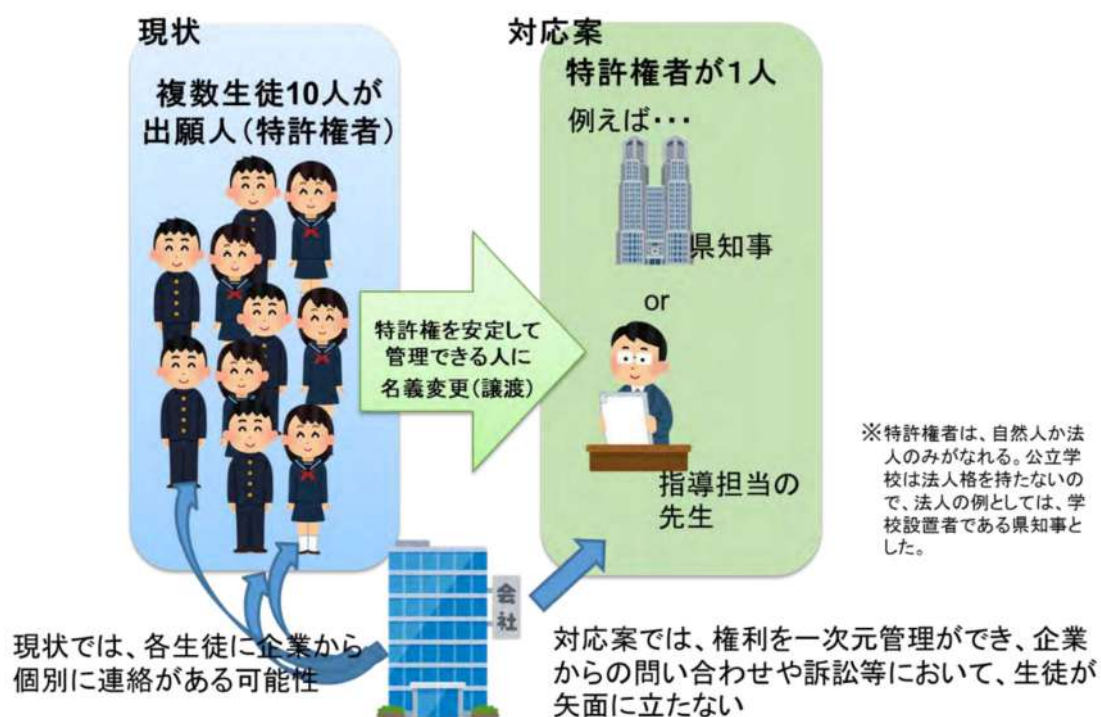 現状
複数生徒10人が
出願人（特許権者）
特許権を安定して
管理できる人に
名義変更（譲渡）
対応案
特許権者が1人
例えば・・・
県知事
or
指導担当の
先生
※特許権者は、自然人か法
人のみがなれる。公立学
校は法人格を持たないの
で、法人の例としては、学
校設置者である県知事と
した。
会
社
現状では、各生徒に企業から
個別に連絡がある可能性
対応案では、権利を一次元管理ができ、企業
からの問い合わせや訴訟等において、生徒が
矢面に立たない